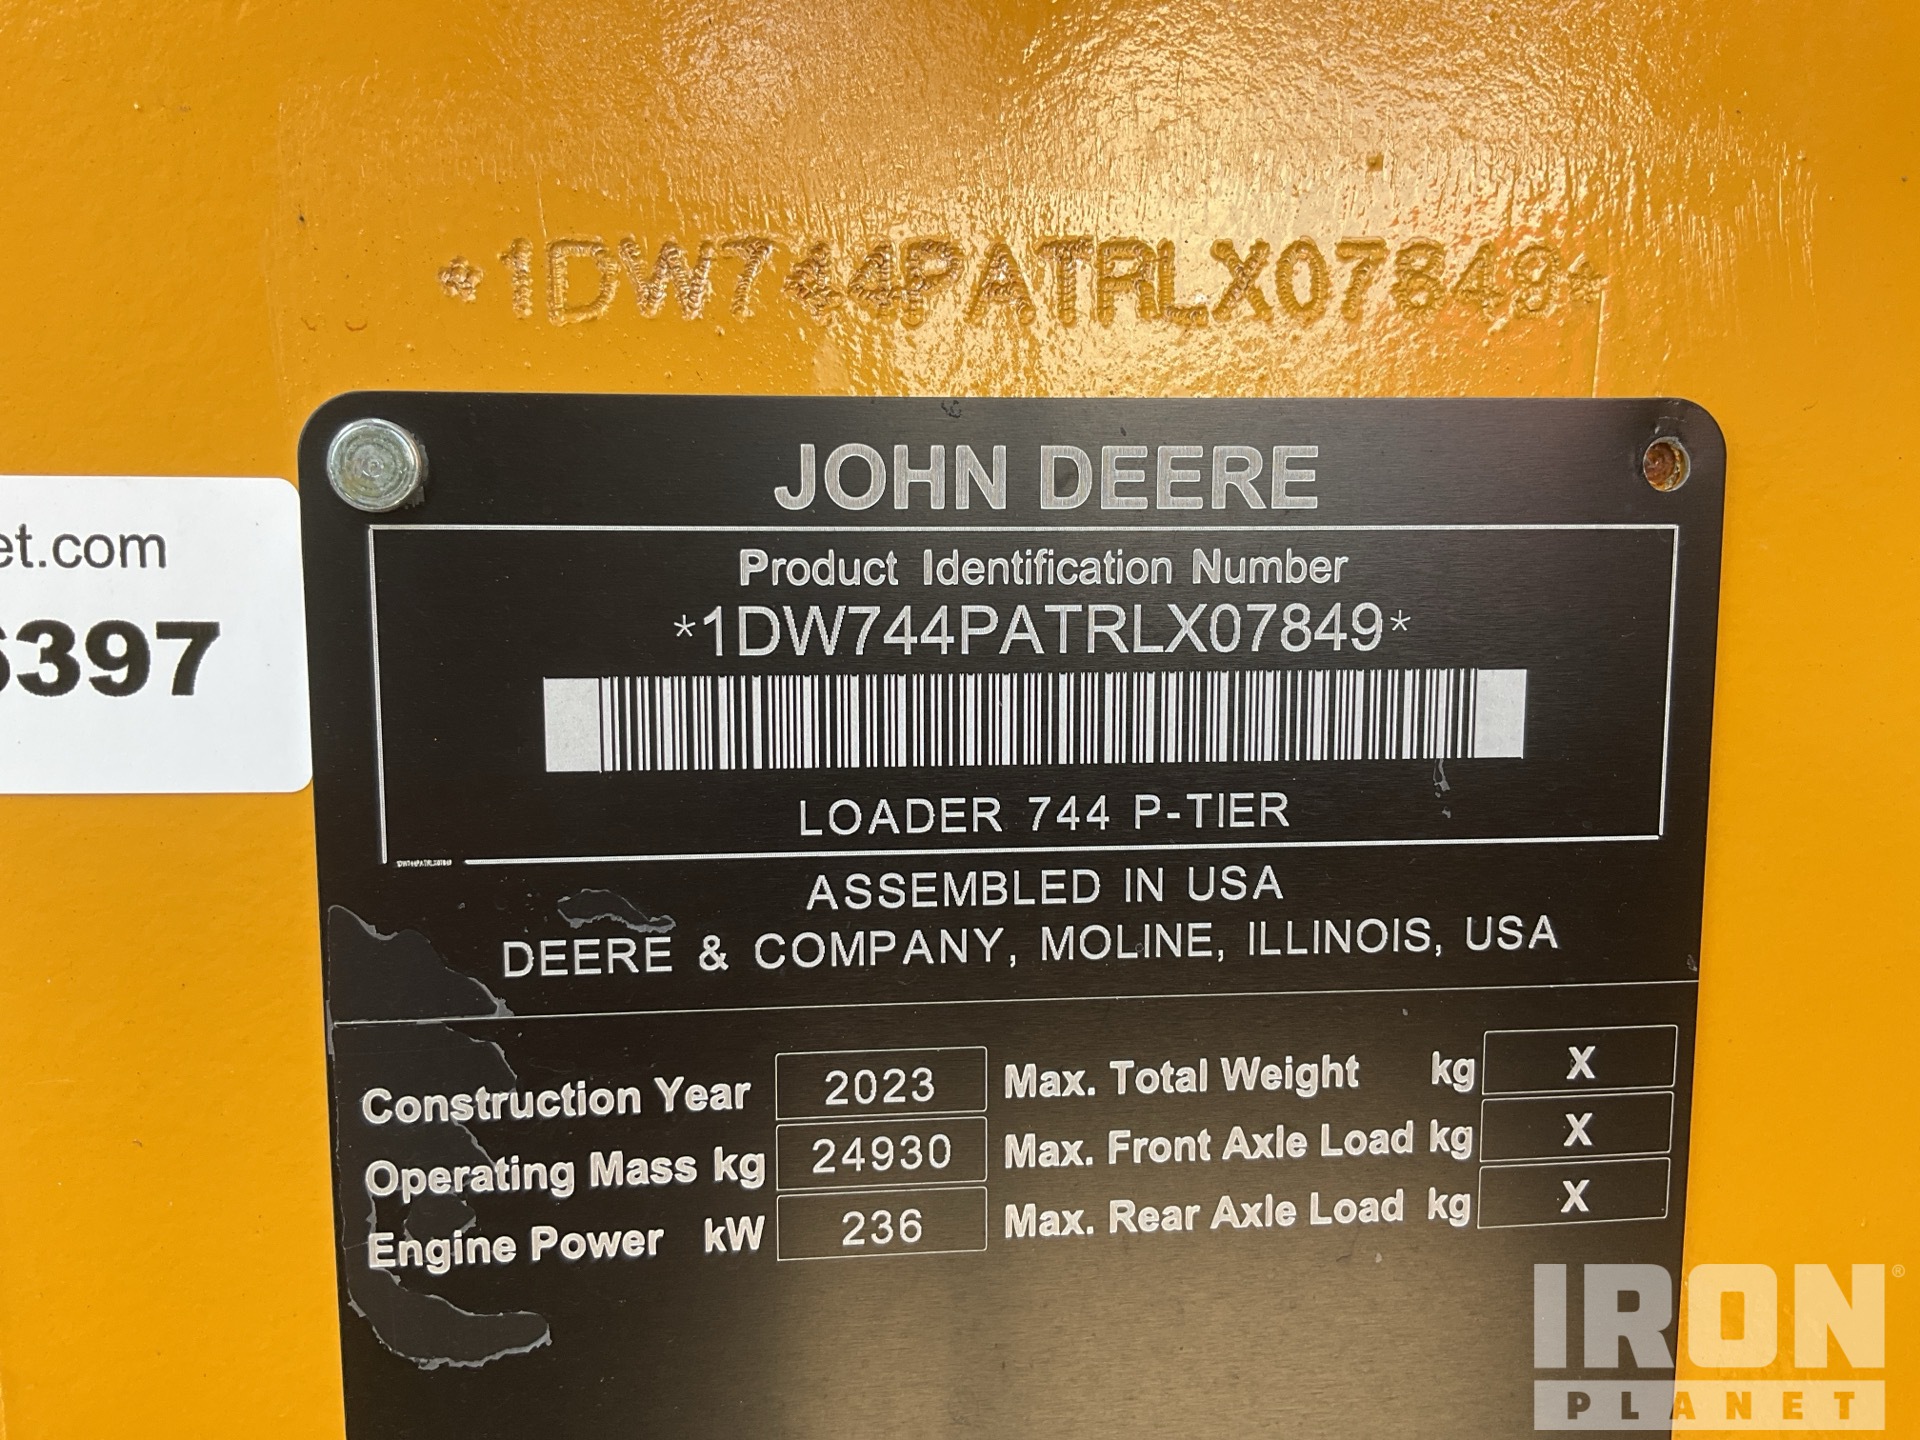 *1DW744PATRLX07849*
et.com
6397
JOHN DEERE
Product Identification Number
*1DW744PATRLX07849*
LOADER 744 P-TIER
1DW744PATRLX07849
ASSEMBLED IN USA
DEERE & COMPANY, MOLINE, ILLINOIS, USA
Construction Year 2023 Max. Total Weight kg X
Operating Mass kg 24930 Max. Front Axle Load kg X
Engine Power kW 236 Max. Rear Axle Load kg X
IRON®
PLANET